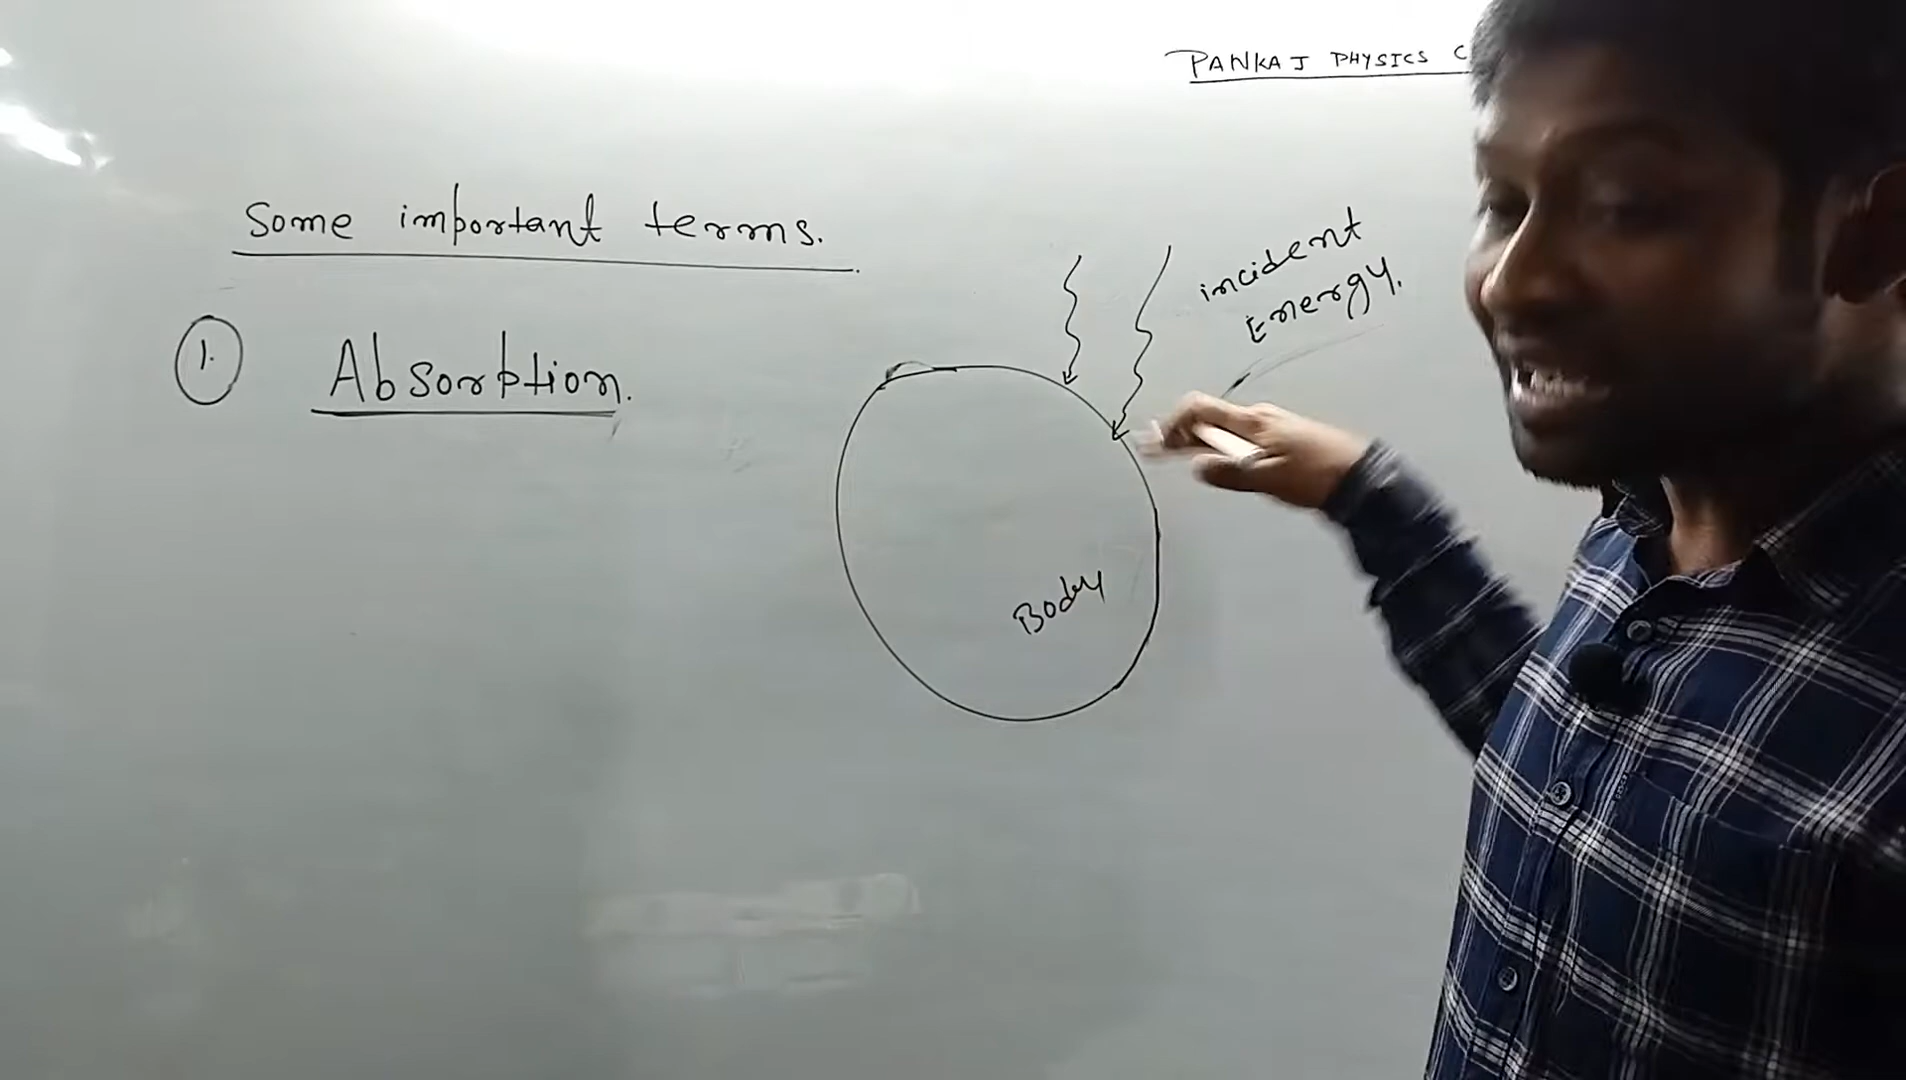 PANKAJ PHYSICS C
Some important terms.
1. Absorption.
incident
Energy.
Body